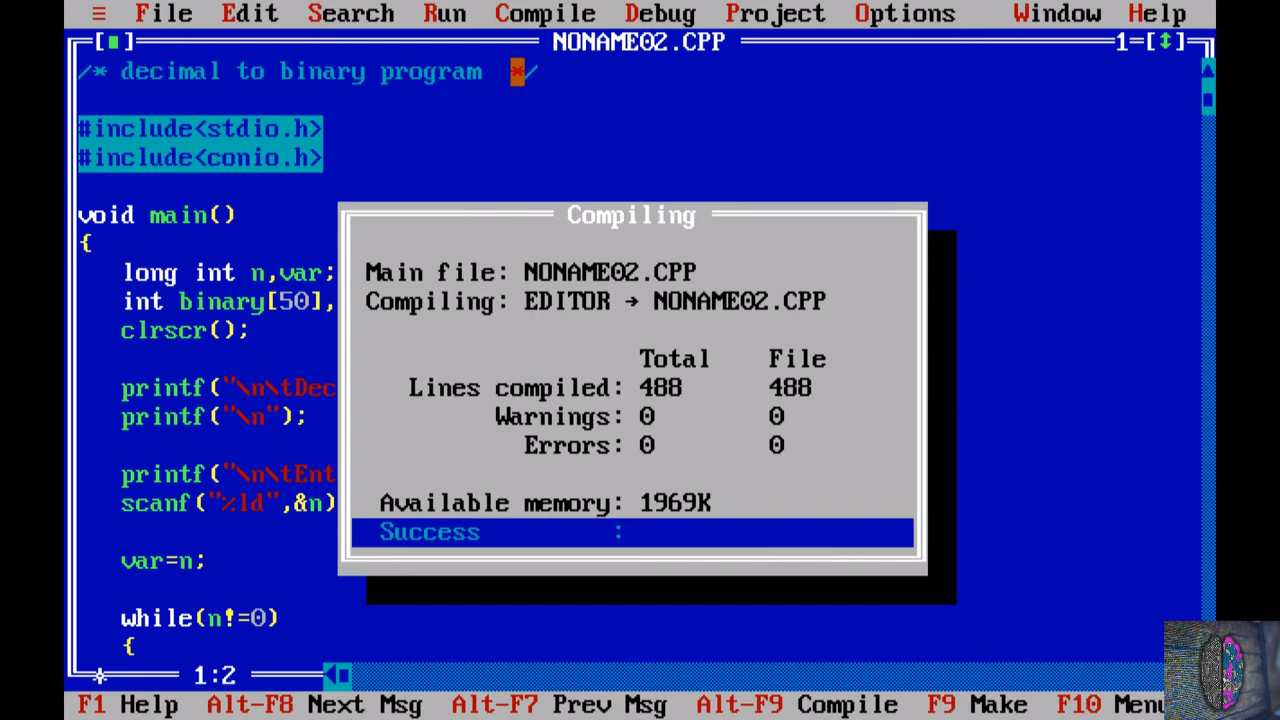 ≡ File Edit Search Run Compile Debug Project Options Window Help
[■] NONAME02.CPP 1=[↕]
/* decimal to binary program */
#include<stdio.h>
#include<conio.h>
void main()
{
long int n,var;
int binary[50],
clrscr();
printf("\n\tDec
printf("\n");
printf("\n\tEnt
scanf("%ld",&n)
var=n;
while(n!=0)
{
Compiling
Main file: NONAME02.CPP
Compiling: EDITOR → NONAME02.CPP
Total File
Lines compiled: 488 488
Warnings: 0 0
Errors: 0 0
Available memory: 1969K
Success :
1:2
F1 Help Alt-F8 Next Msg Alt-F7 Prev Msg Alt-F9 Compile F9 Make F10 Menu